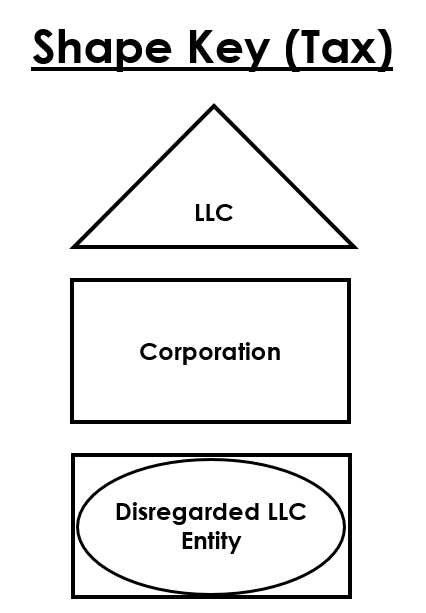 Shape Key (Tax)
LLC
Corporation
Disregarded LLC
Entity